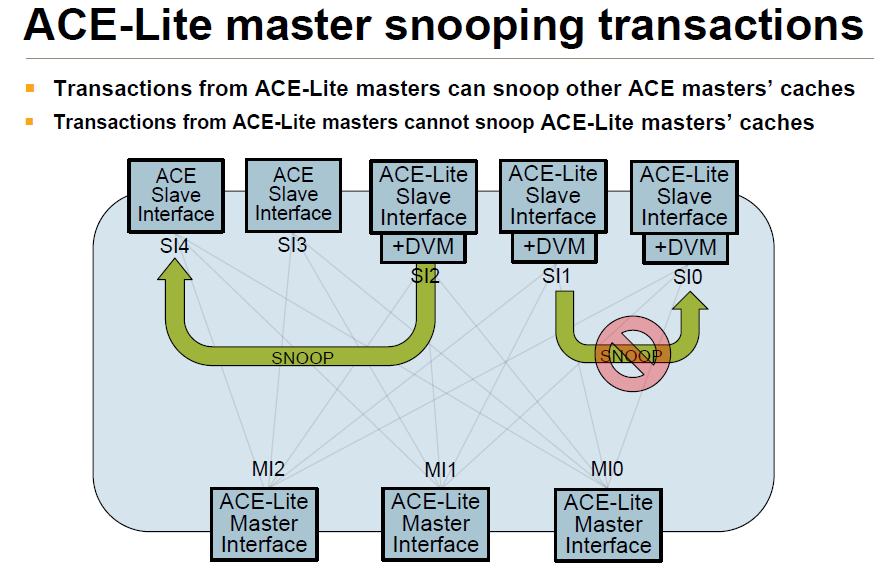 ACE-Lite master snooping transactions
Transactions from ACE-Lite masters can snoop other ACE masters' caches
Transactions from ACE-Lite masters cannot snoop ACE-Lite masters' caches
ACE
Slave
Interface
SI4
ACE
Slave
Interface
SI3
ACE-Lite
Slave
Interface
+DVM
SI2
ACE-Lite
Slave
Interface
+DVM
SI1
ACE-Lite
Slave
Interface
+DVM
SI0
SNOOP
SNOOP
MI2
ACE-Lite
Master
Interface
MI1
ACE-Lite
Master
Interface
MI0
ACE-Lite
Master
Interface